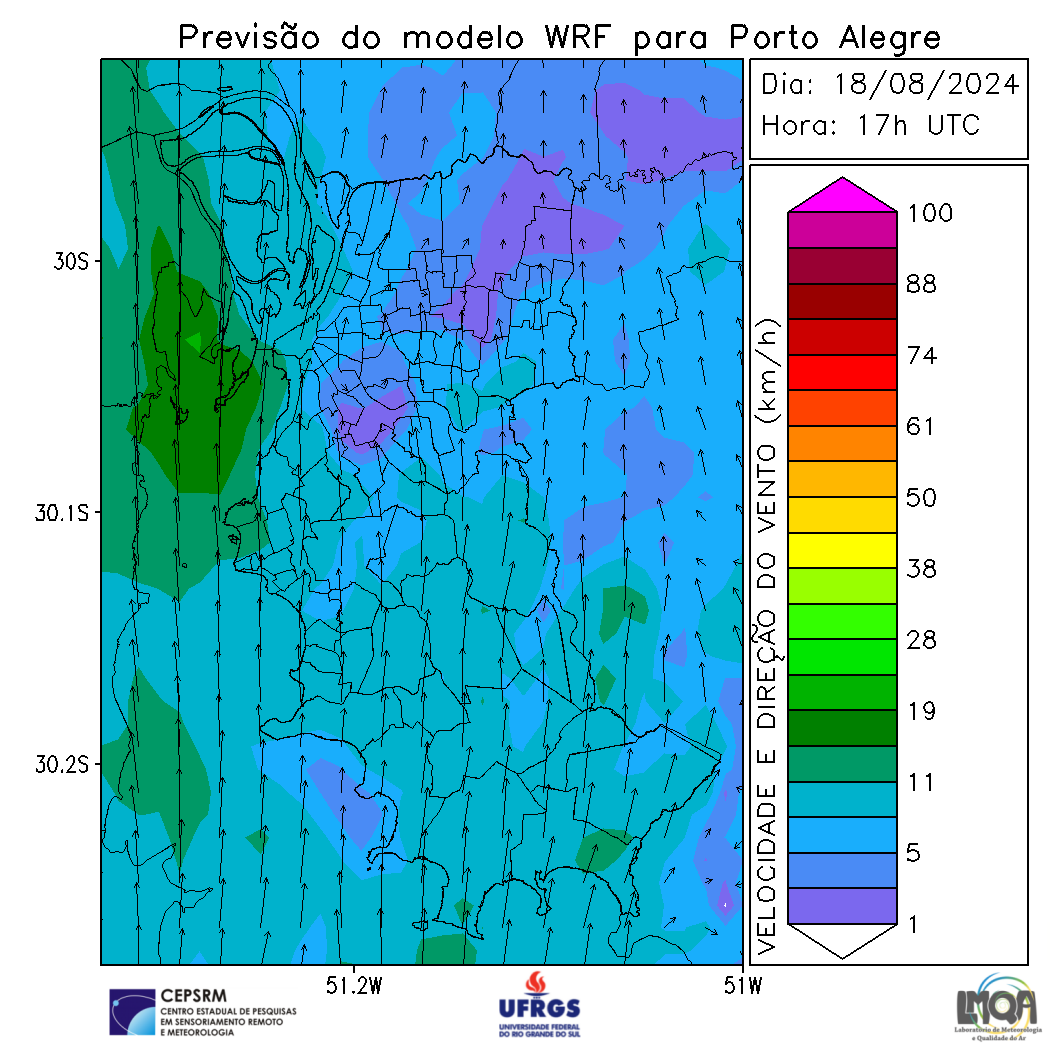 Previsão do modelo WRF para Porto Alegre
Dia: 18/08/2024
Hora: 17h UTC
30S
30.1S
30.2S
51.2W
51W
VELOCIDADE E DIREÇÃO DO VENTO (km/h)
100
88
74
61
50
38
28
19
11
5
1
CEPSRM
CENTRO ESTADUAL DE PESQUISAS
EM SENSORIAMENTO REMOTO
E METEOROLOGIA
UFRGS
UNIVERSIDADE FEDERAL
DO RIO GRANDE DO SUL
LMQA
Laboratório de Meteorologia
e Qualidade do Ar